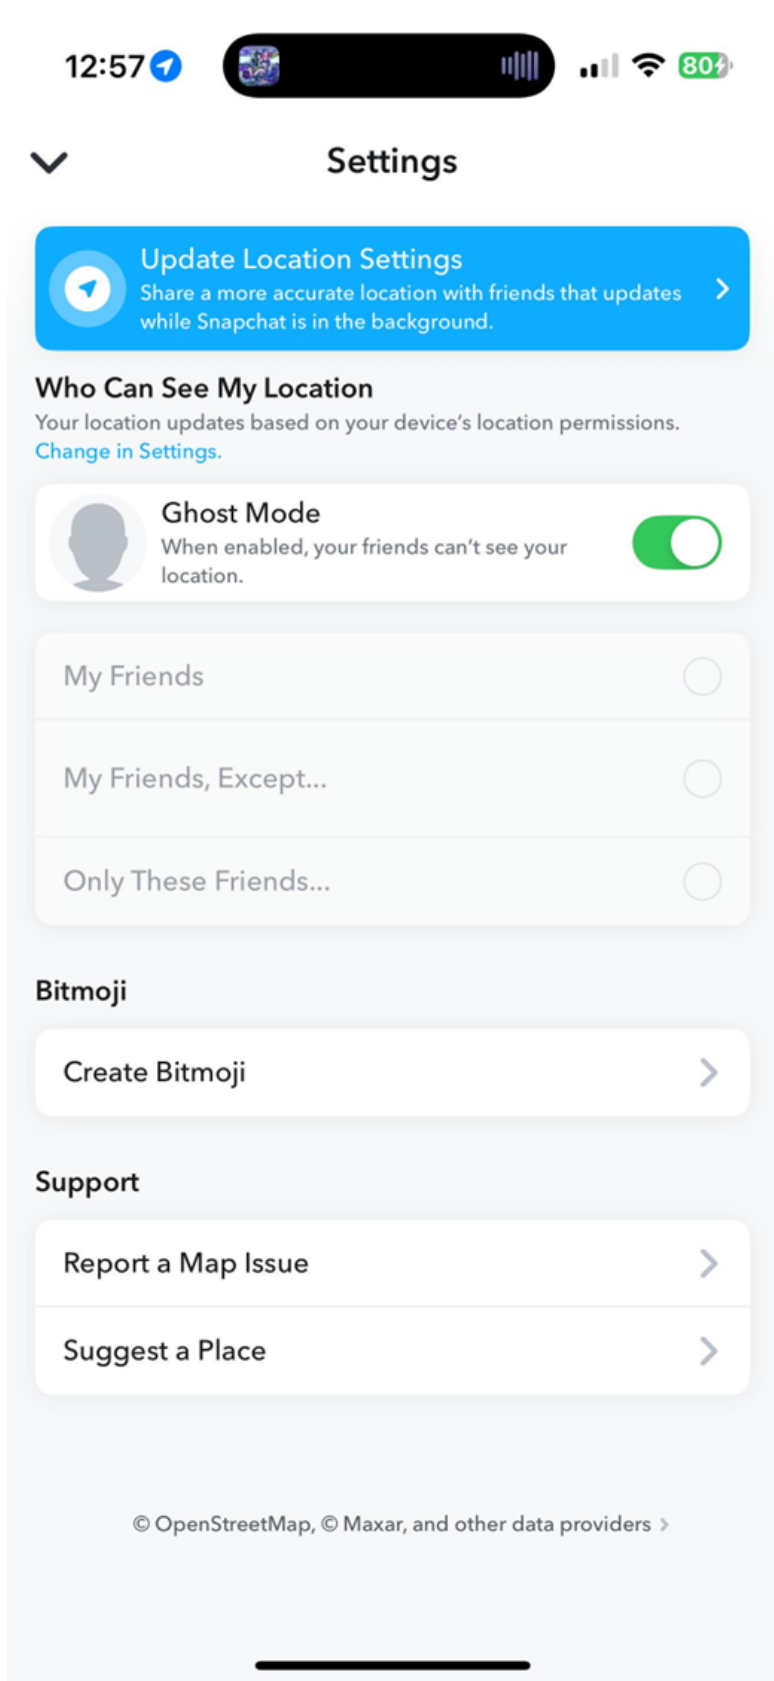 12:57
80
Settings
Update Location Settings
Share a more accurate location with friends that updates
while Snapchat is in the background.
Who Can See My Location
Your location updates based on your device’s location permissions.
Change in Settings.
Ghost Mode
When enabled, your friends can’t see your
location.
My Friends
My Friends, Except...
Only These Friends...
Bitmoji
Create Bitmoji
Support
Report a Map Issue
Suggest a Place
© OpenStreetMap, © Maxar, and other data providers